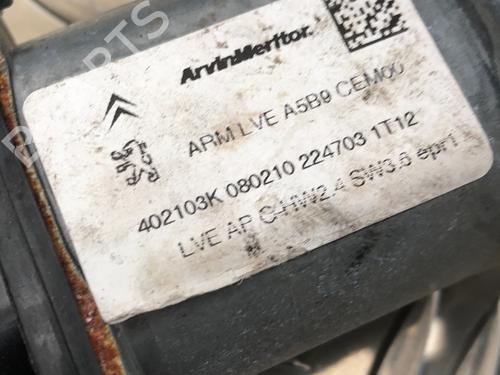 ArvinMeritor.
ARM LVE A5B9 CEM00
402103K 080210 224703 1T12
LVE AP C-HW2.4 SW3.6 epr1